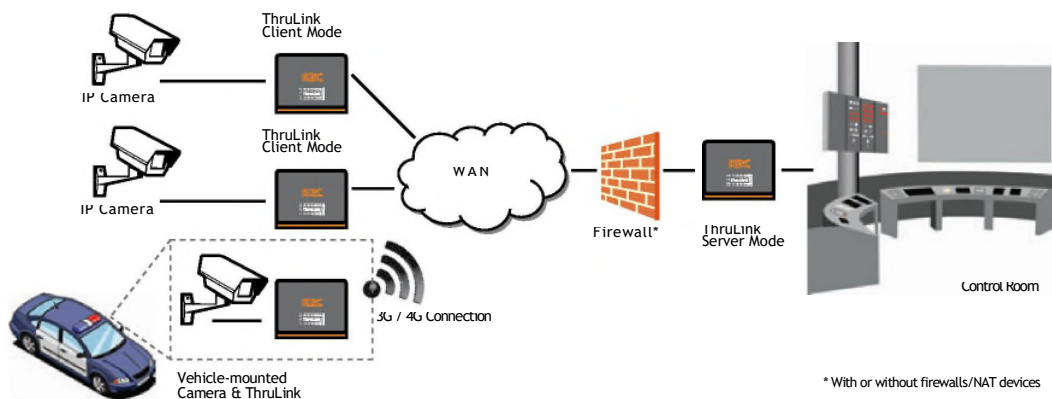 ThruLink
Client Mode
IP Camera
ThruLink
Client Mode
IP Camera
WAN
Firewall*
ThruLink
Server Mode
Control Room
3G / 4G Connection
Vehicle-mounted
Camera & ThruLink
* With or without firewalls/NAT devices